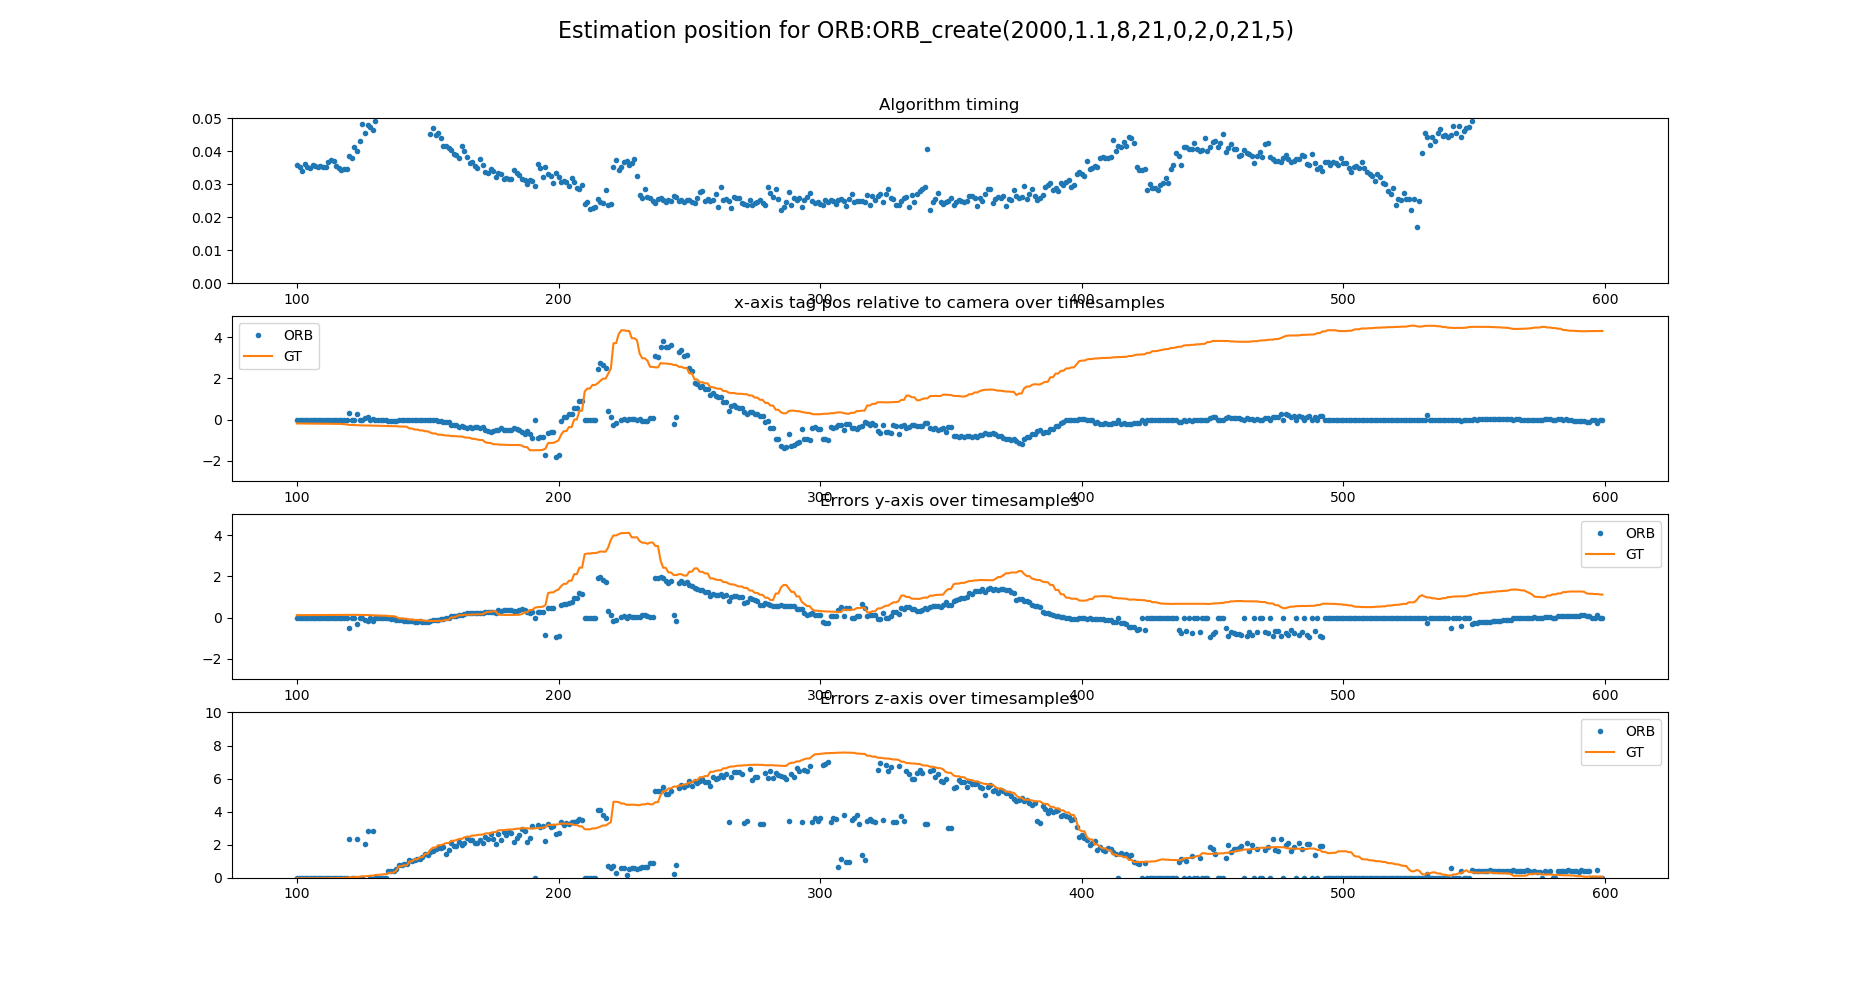 Estimation position for ORB:ORB_create(2000,1.1,8,21,0,2,0,21,5)
Algorithm timing
0.05
0.04
0.03
0.02
0.01
0.00
100 200 300 400 500 600
x-axis tag pos relative to camera over timesamples
ORB
GT
4
2
0
−2
100 200 300 400 500 600
Errors y-axis over timesamples
ORB
GT
4
2
0
−2
100 200 300 400 500 600
Errors z-axis over timesamples
ORB
GT
10
8
6
4
2
0
100 200 300 400 500 600